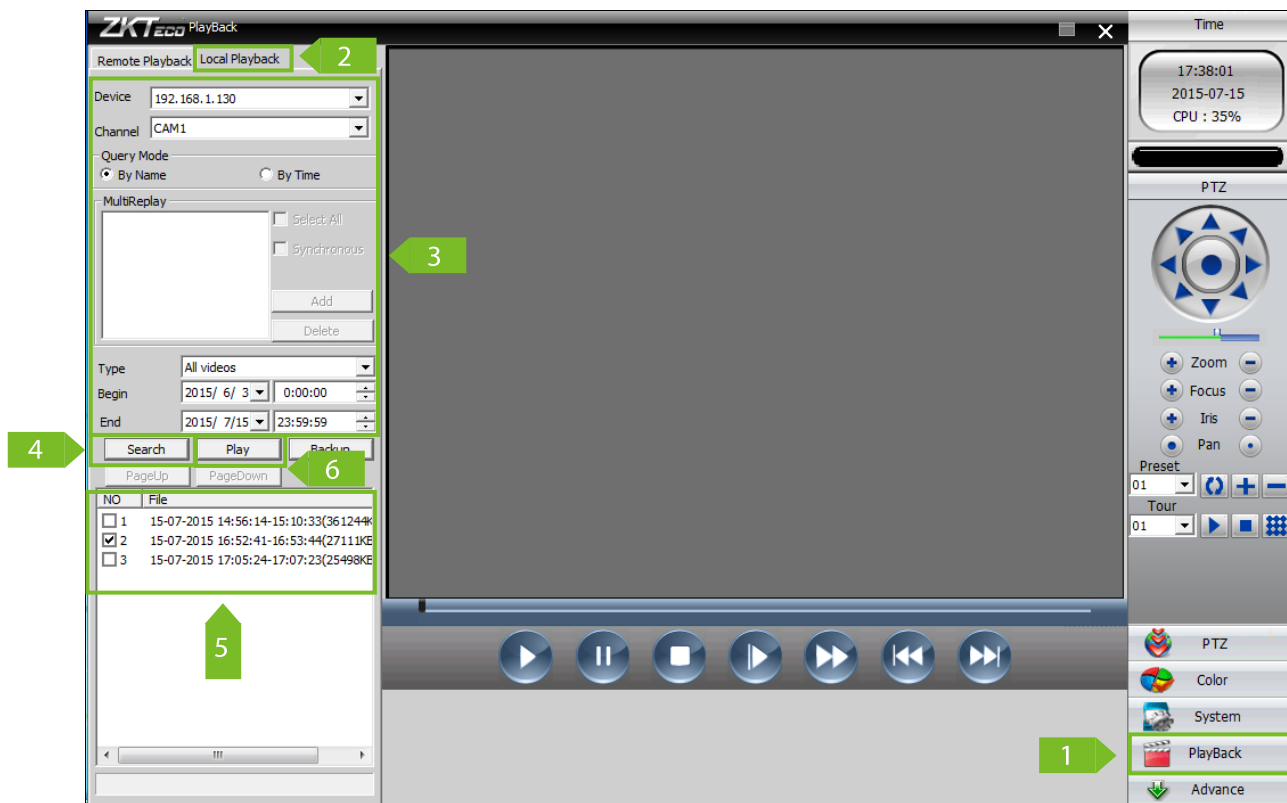 ZKTeco PlayBack
Time
Remote Playback Local Playback
2
17:38:01
2015-07-15
CPU : 35%
Device 192.168.1.130
Channel CAM1
Query Mode
By Name By Time
MultiReplay
Select All
Synchronous
Add
Delete
3
Type All videos
Begin 2015/ 6/ 3 0:00:00
End 2015/ 7/15 23:59:59
4
Search Play Backup
6
PageUp PageDown
NO File
1 15-07-2015 14:56:14-15:10:33(361244K
2 15-07-2015 16:52:41-16:53:44(27111KB
3 15-07-2015 17:05:24-17:07:23(25498KB
5
PTZ
Zoom
Focus
Iris
Pan
Preset
01
Tour
01
PTZ
Color
System
1
PlayBack
Advance